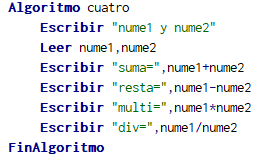 Algoritmo cuatro
Escribir "nume1 y nume2"
Leer nume1,nume2
Escribir "suma=",nume1+nume2
Escribir "resta=",nume1-nume2
Escribir "multi=",nume1*nume2
Escribir "div=",nume1/nume2
FinAlgoritmo